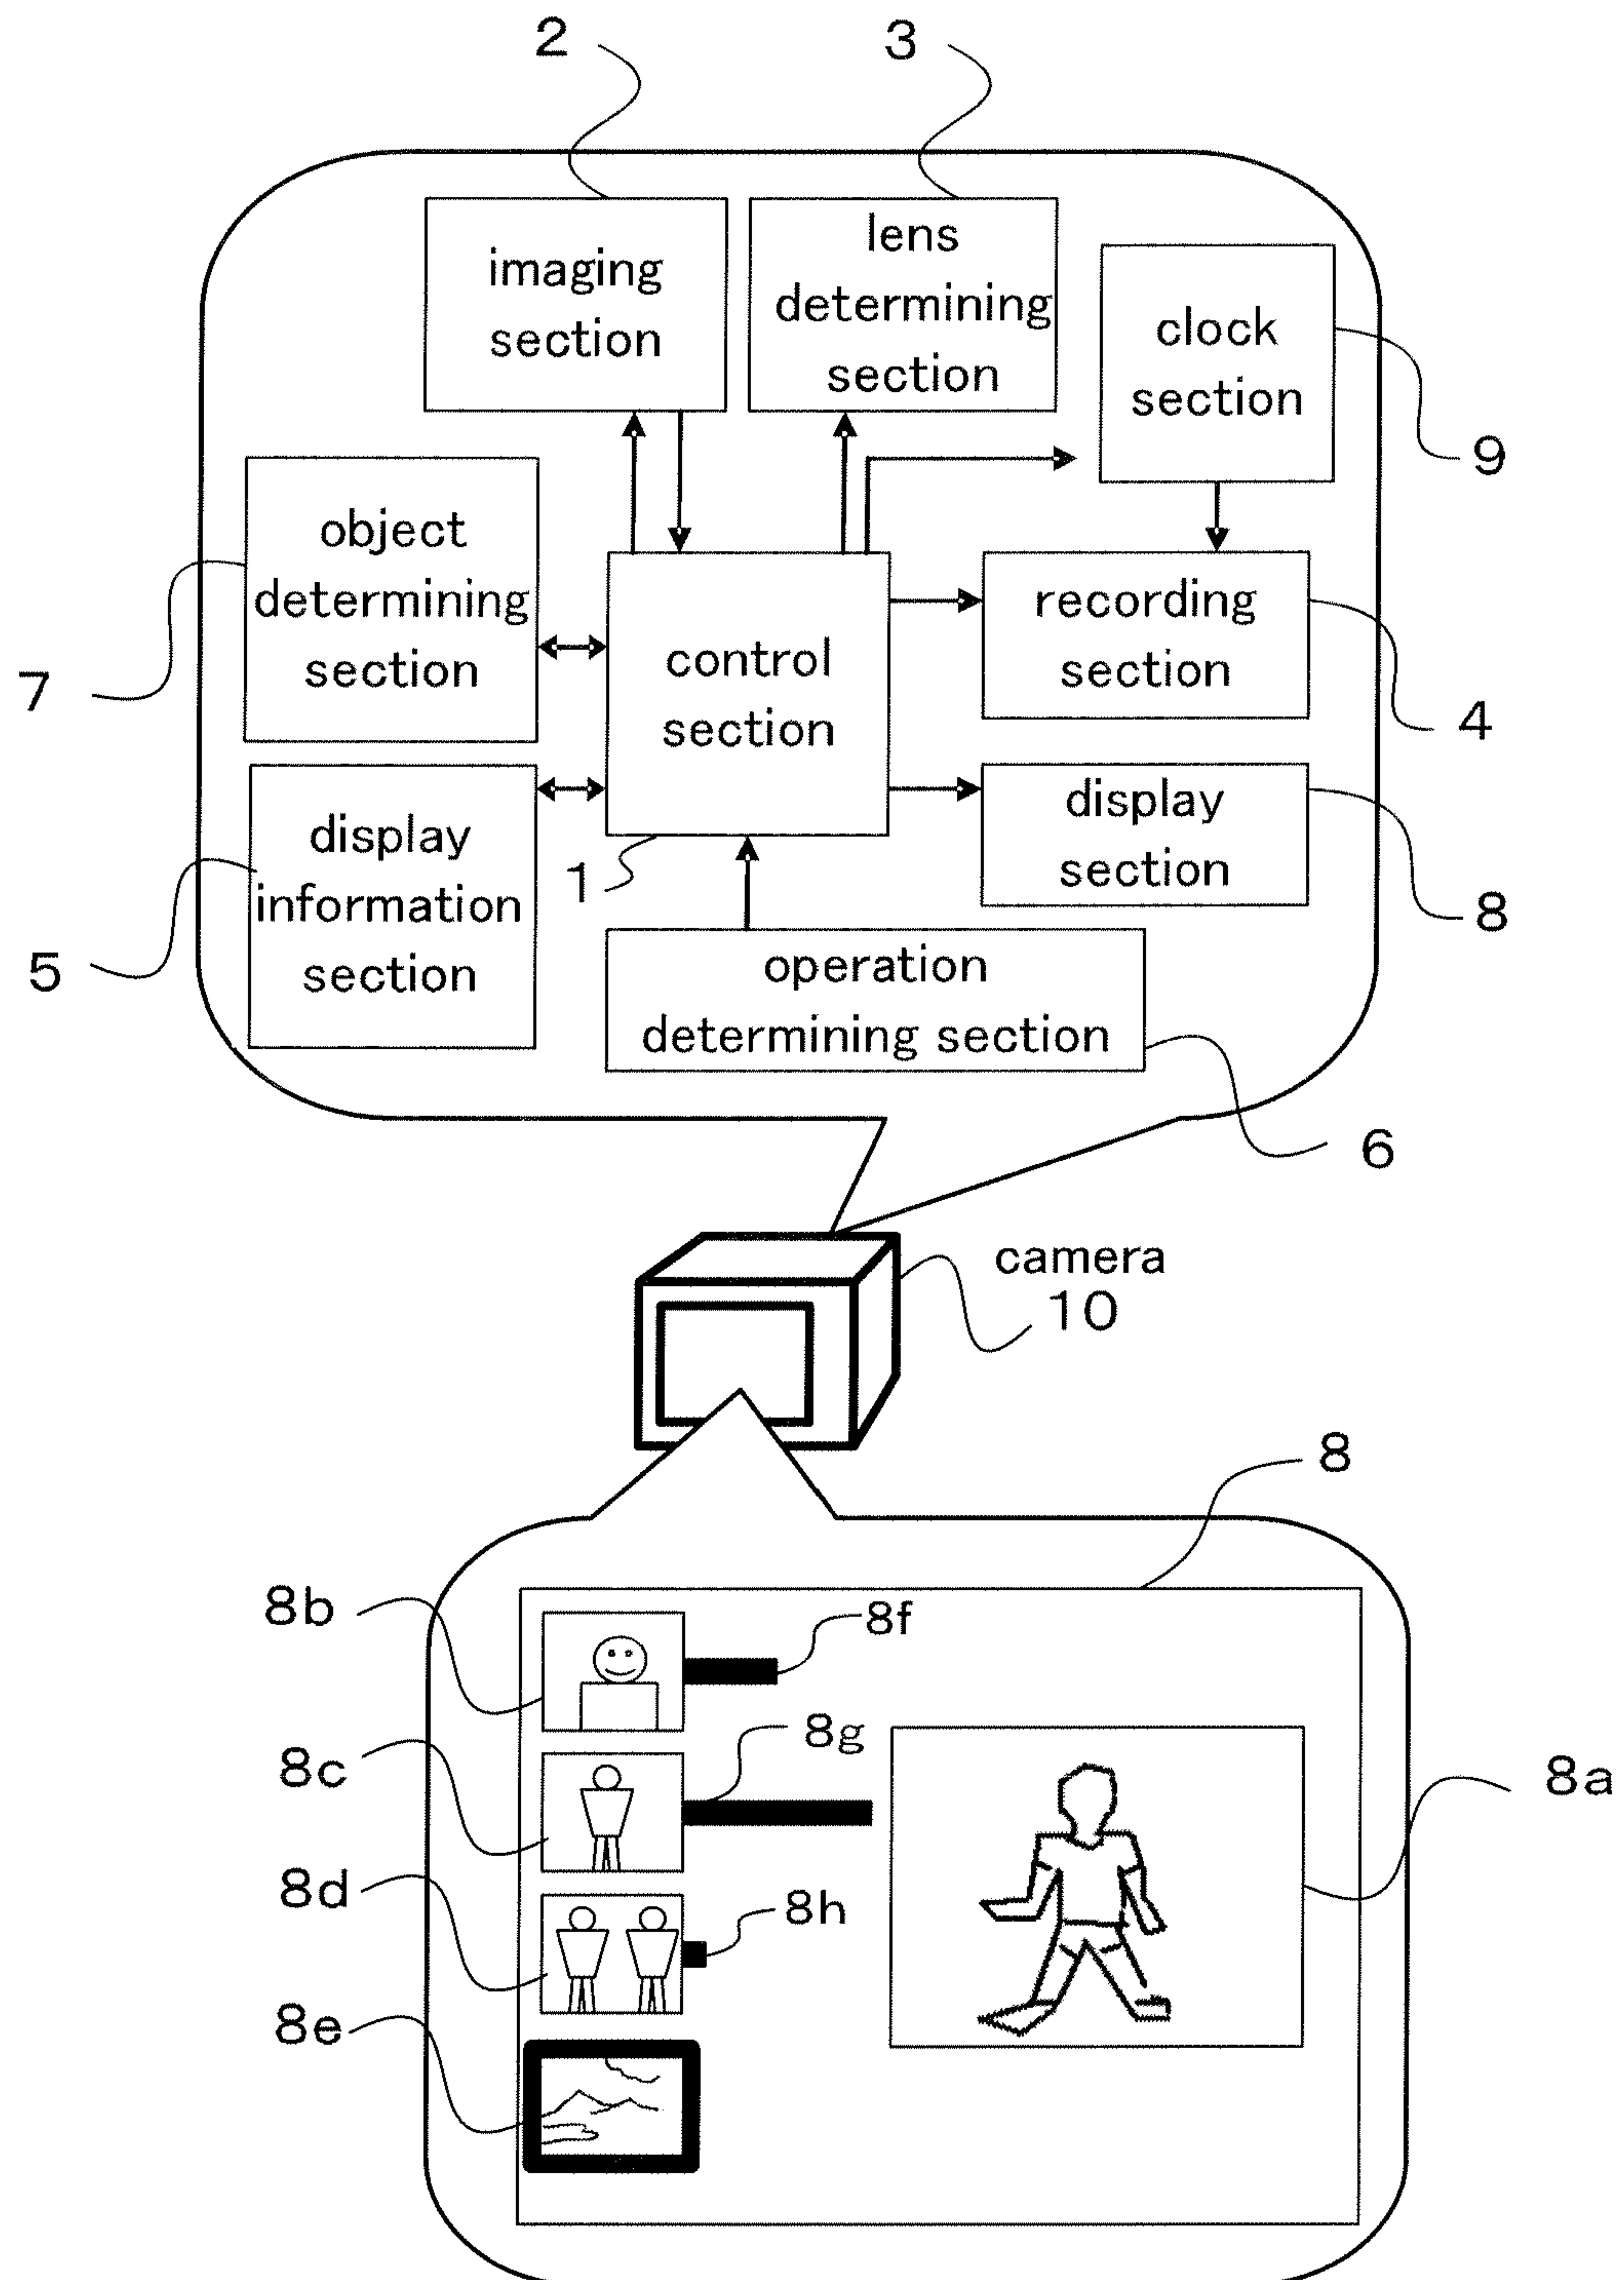 2
3
imaging
section
lens
determining
section
clock
section
9
object
determining
section
7
control
section
1
recording
section
4
display
information
section
5
display
section
8
operation
determining section
6
camera
10
8
8b
8f
8g
8c
8a
8d
8h
8e